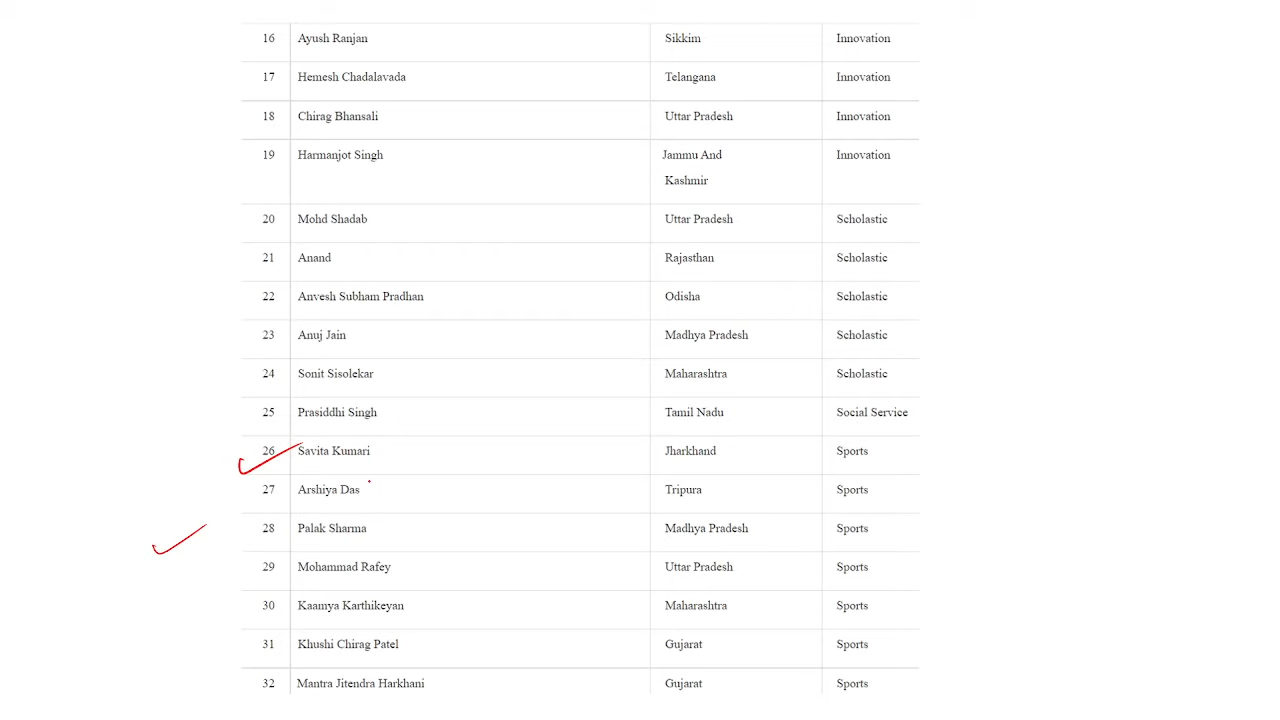 16 Ayush Ranjan Sikkim Innovation
17 Hemesh Chadalavada Telangana Innovation
18 Chirag Bhansali Uttar Pradesh Innovation
19 Harmanjot Singh Jammu And Innovation
Kashmir
20 Mohd Shadab Uttar Pradesh Scholastic
21 Anand Rajasthan Scholastic
22 Anvesh Subham Pradhan Odisha Scholastic
23 Anuj Jain Madhya Pradesh Scholastic
24 Sonit Sisolekar Maharashtra Scholastic
25 Prasiddhi Singh Tamil Nadu Social Service
26 Savita Kumari Jharkhand Sports
27 Arshiya Das Tripura Sports
28 Palak Sharma Madhya Pradesh Sports
29 Mohammad Rafey Uttar Pradesh Sports
30 Kaamya Karthikeyan Maharashtra Sports
31 Khushi Chirag Patel Gujarat Sports
32 Mantra Jitendra Harkhani Gujarat Sports